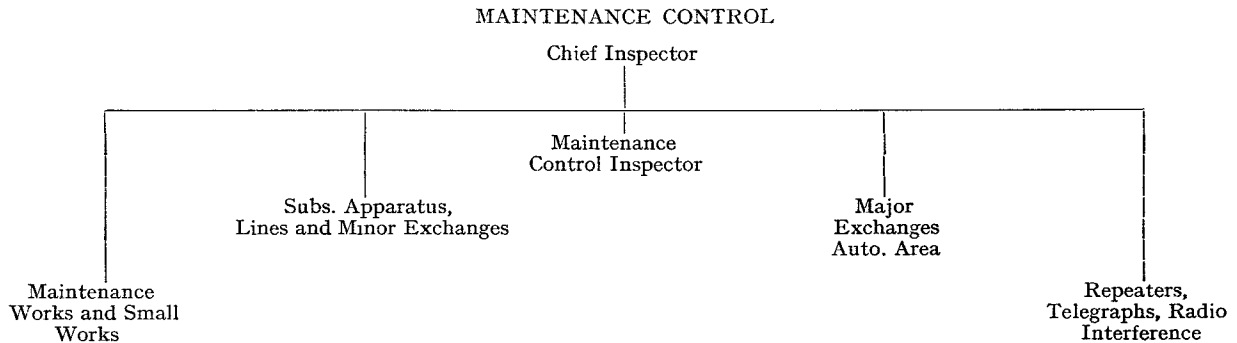 MAINTENANCE CONTROL
Chief Inspector
Maintenance
Control Inspector
Subs. Apparatus,
Lines and Minor Exchanges
Major
Exchanges
Auto. Area
Maintenance
Works and Small
Works
Repeaters,
Telegraphs, Radio
Interference